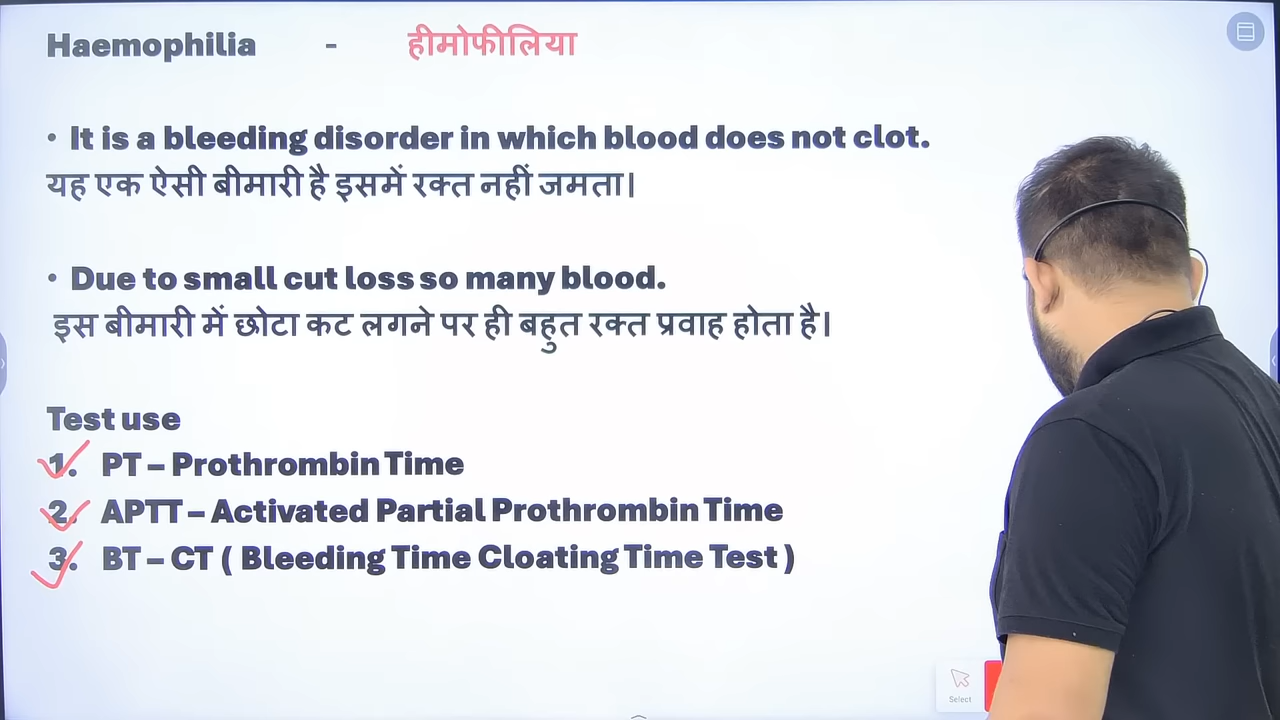 Haemophilia - हीमोफीलिया
• It is a bleeding disorder in which blood does not clot.
यह एक ऐसी बीमारी है इसमें रक्त नहीं जमता।
• Due to small cut loss so many blood.
इस बीमारी में छोटा कट लगने पर ही बहुत रक्त प्रवाह होता है।
Test use
1. PT – Prothrombin Time
2. APTT – Activated Partial Prothrombin Time
3. BT – CT ( Bleeding Time Cloating Time Test )
Select